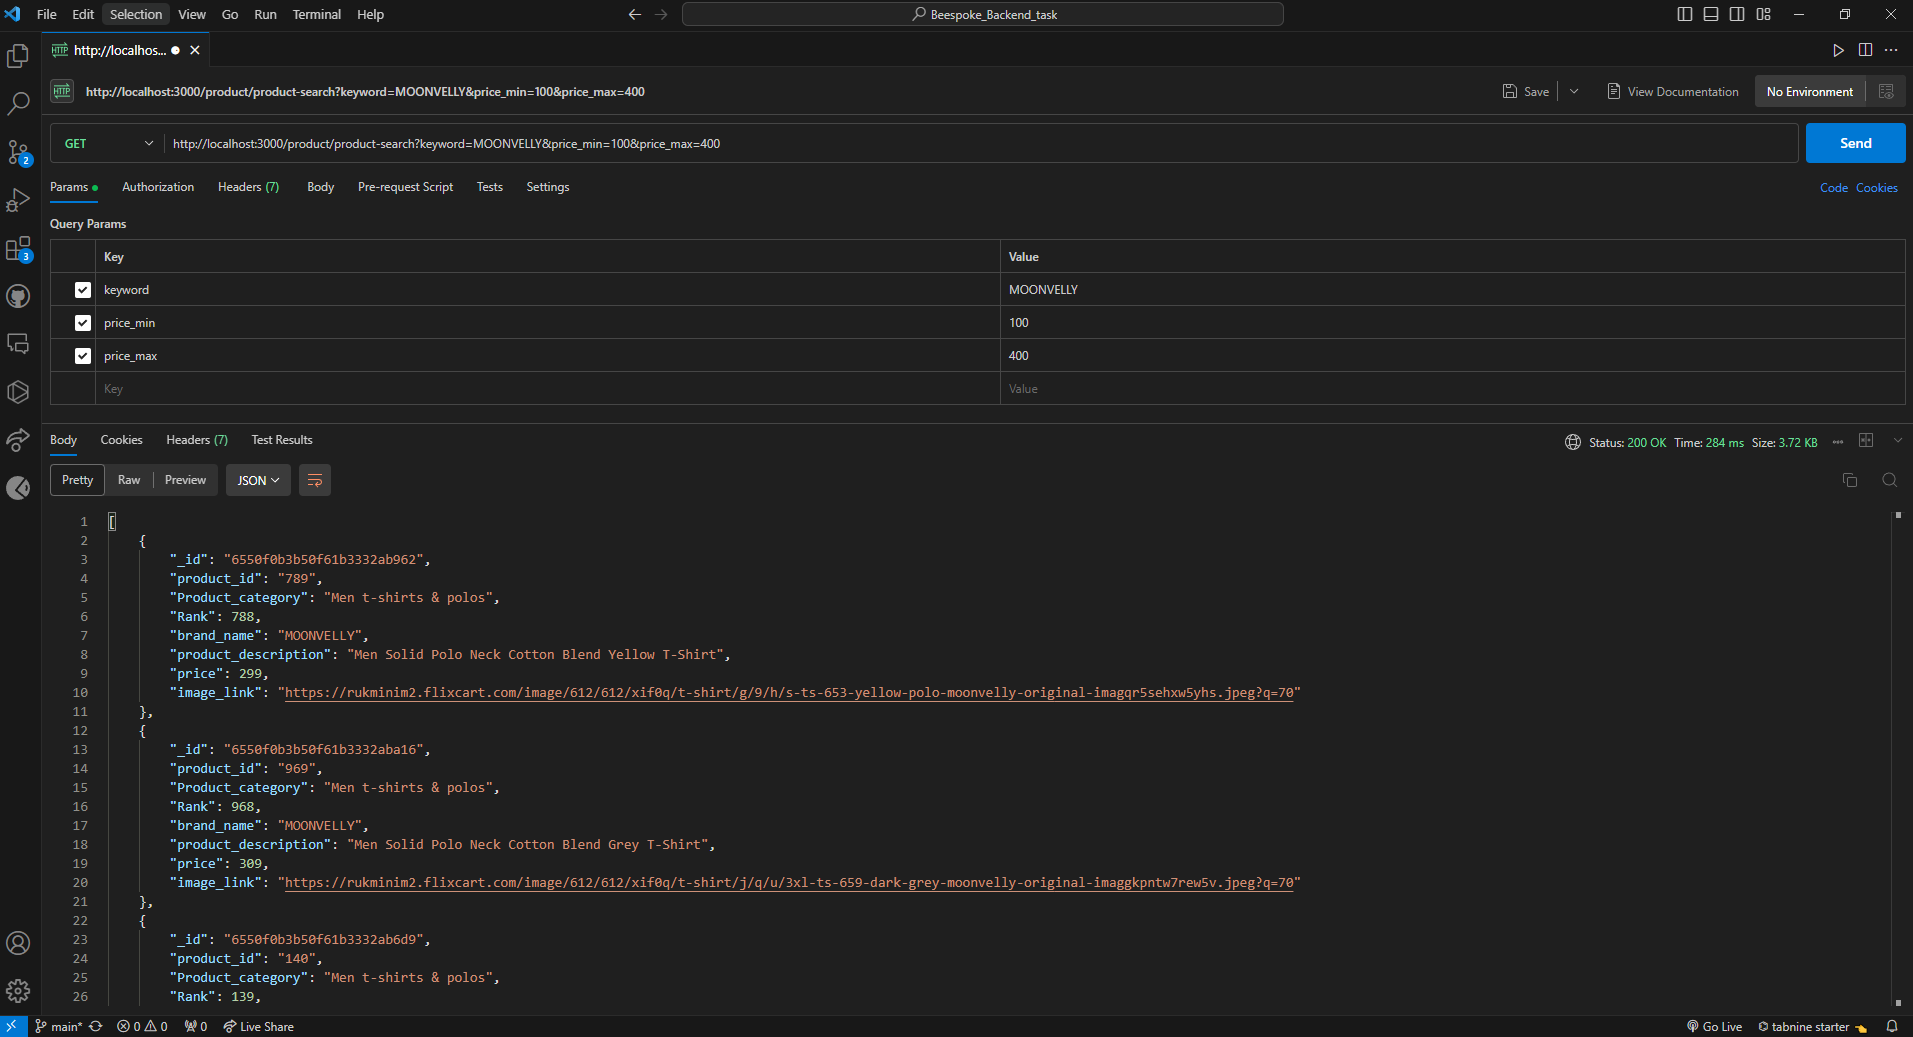 File Edit Selection View Go Run Terminal Help
Beespoke_Backend_task
HTTP http://localhos...
HTTP http://localhost:3000/product/product-search?keyword=MOONVELLY&price_min=100&price_max=400
Save View Documentation No Environment
GET http://localhost:3000/product/product-search?keyword=MOONVELLY&price_min=100&price_max=400 Send
Params Authorization Headers (7) Body Pre-request Script Tests Settings Code Cookies
Query Params
Key Value
keyword MOONVELLY
price_min 100
price_max 400
Key Value
Body Cookies Headers (7) Test Results Status: 200 OK Time: 284 ms Size: 3.72 KB
Pretty Raw Preview JSON
1 [
2 {
3 "_id": "6550f0b3b50f61b3332ab962",
4 "product_id": "789",
5 "Product_category": "Men t-shirts & polos",
6 "Rank": 788,
7 "brand_name": "MOONVELLY",
8 "product_description": "Men Solid Polo Neck Cotton Blend Yellow T-Shirt",
9 "price": 299,
10 "image_link": "https://rukminim2.flixcart.com/image/612/612/xif0q/t-shirt/g/9/h/s-ts-653-yellow-polo-moonvelly-original-imagqr5sehxw5yhs.jpeg?q=70"
11 },
12 {
13 "_id": "6550f0b3b50f61b3332aba16",
14 "product_id": "969",
15 "Product_category": "Men t-shirts & polos",
16 "Rank": 968,
17 "brand_name": "MOONVELLY",
18 "product_description": "Men Solid Polo Neck Cotton Blend Grey T-Shirt",
19 "price": 309,
20 "image_link": "https://rukminim2.flixcart.com/image/612/612/xif0q/t-shirt/j/q/u/3xl-ts-659-dark-grey-moonvelly-original-imaggkpntw7rew5v.jpeg?q=70"
21 },
22 {
23 "_id": "6550f0b3b50f61b3332ab6d9",
24 "product_id": "140",
25 "Product_category": "Men t-shirts & polos",
26 "Rank": 139,
2
3
main* 0 0 0 Live Share Go Live tabnine starter